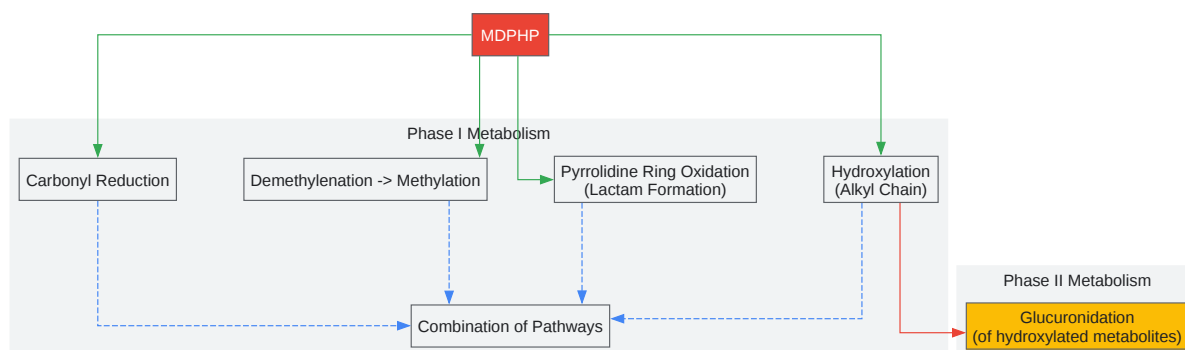 MDPHP
Phase I Metabolism
Carbonyl Reduction
Demethylenation -> Methylation
Pyrrolidine Ring Oxidation
(Lactam Formation)
Hydroxylation
(Alkyl Chain)
Phase II Metabolism
Combination of Pathways
Glucuronidation
(of hydroxylated metabolites)